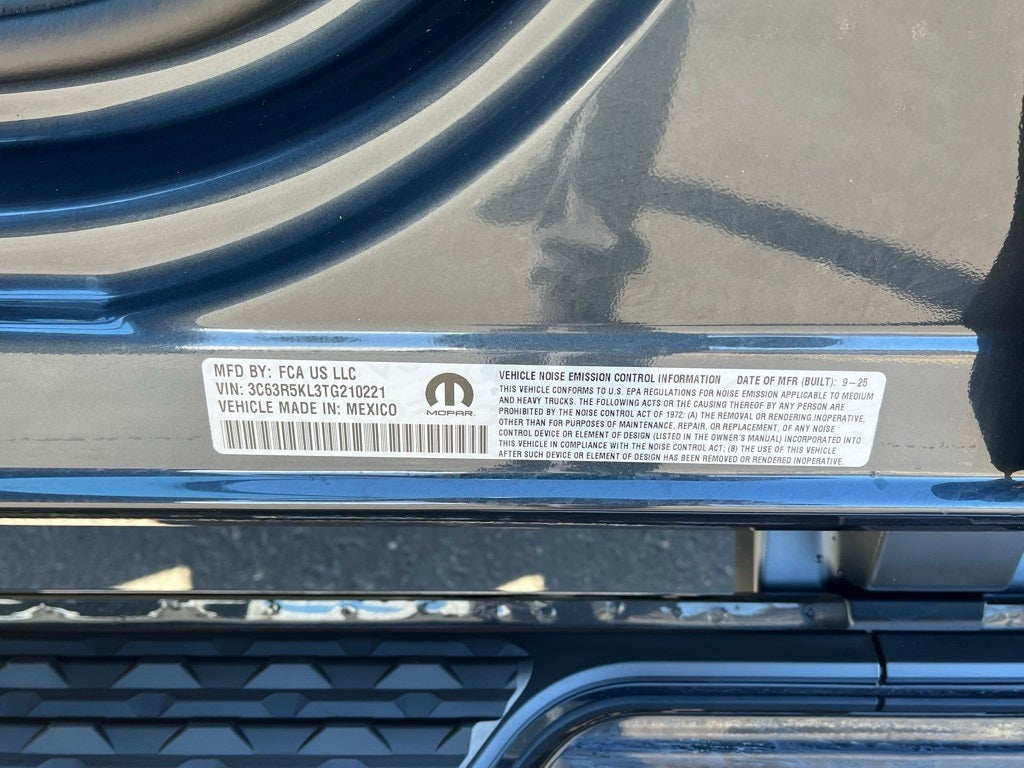 MFD BY: FCA US LLC
VIN: 3C63R5KL3TG210221
VEHICLE MADE IN: MEXICO
MOPAR
VEHICLE NOISE EMISSION CONTROL INFORMATION DATE OF MFR (BUILT): 9-25
THIS VEHICLE CONFORMS TO U.S. EPA REGULATIONS FOR NOISE EMISSION APPLICABLE TO MEDIUM
AND HEAVY TRUCKS. THE FOLLOWING ACTS OR THE CAUSING THEREOF BY ANY PERSON ARE
PROHIBITED BY THE NOISE CONTROL ACT OF 1972: (A) THE REMOVAL OR RENDERING INOPERATIVE,
OTHER THAN FOR PURPOSES OF MAINTENANCE, REPAIR, OR REPLACEMENT, OF ANY NOISE
CONTROL DEVICE OR ELEMENT OF DESIGN (LISTED IN THE OWNER'S MANUAL) INCORPORATED INTO
THIS VEHICLE IN COMPLIANCE WITH THE NOISE CONTROL ACT; (B) THE USE OF THIS VEHICLE
AFTER SUCH DEVICE OR ELEMENT OF DESIGN HAS BEEN REMOVED OR RENDERED INOPERATIVE.